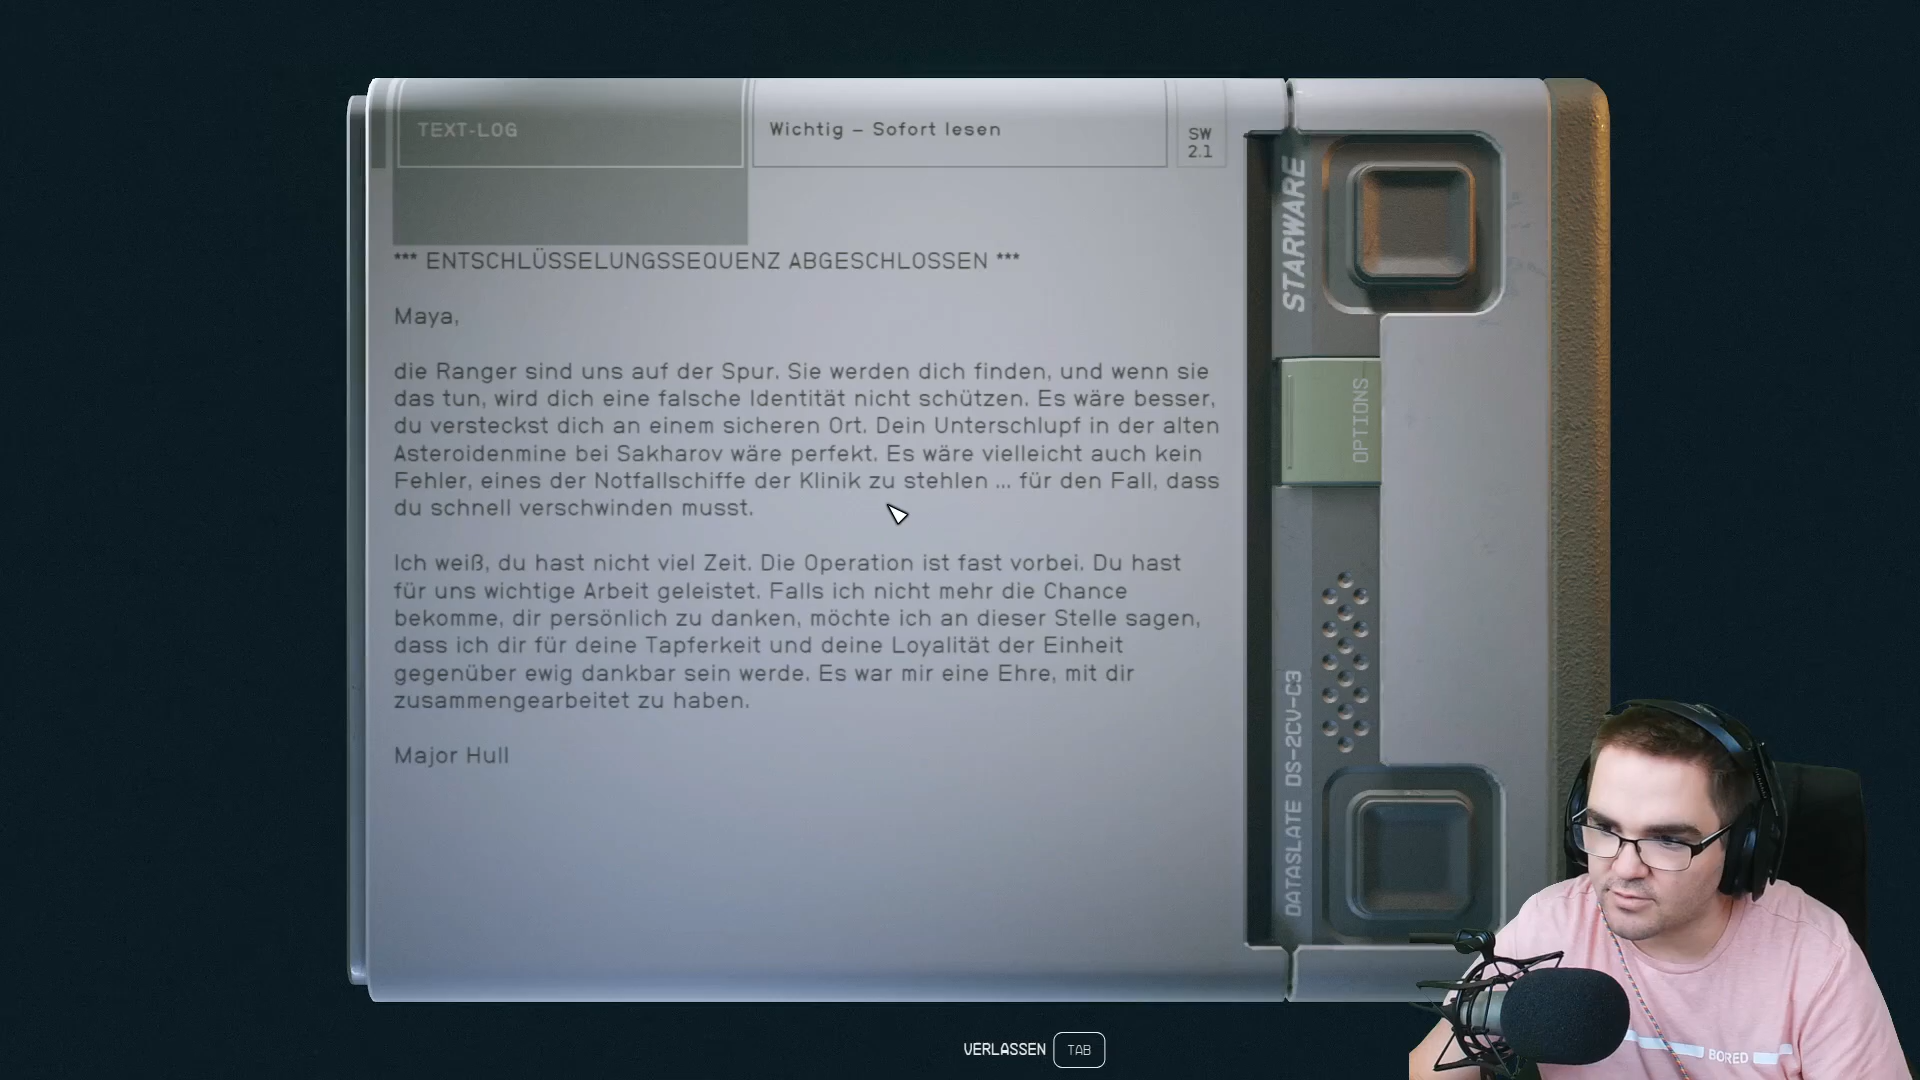 TEXT-LOG
Wichtig – Sofort lesen
SW
2.1
*** ENTSCHLÜSSELUNGSSEQUENZ ABGESCHLOSSEN ***
Maya,
die Ranger sind uns auf der Spur. Sie werden dich finden, und wenn sie
das tun, wird dich eine falsche Identität nicht schützen. Es wäre besser,
du versteckst dich an einem sicheren Ort. Dein Unterschlupf in der alten
Asteroidenmine bei Sakharov wäre perfekt. Es wäre vielleicht auch kein
Fehler, eines der Notfallschiffe der Klinik zu stehlen ... für den Fall, dass
du schnell verschwinden musst.
Ich weiß, du hast nicht viel Zeit. Die Operation ist fast vorbei. Du hast
für uns wichtige Arbeit geleistet. Falls ich nicht mehr die Chance
bekomme, dir persönlich zu danken, möchte ich an dieser Stelle sagen,
dass ich dir für deine Tapferkeit und deine Loyalität der Einheit
gegenüber ewig dankbar sein werde. Es war mir eine Ehre, mit dir
zusammengearbeitet zu haben.
Major Hull
STARWARE
OPTIONS
DATASLATE DS-2CV-C3
VERLASSEN TAB
BORED